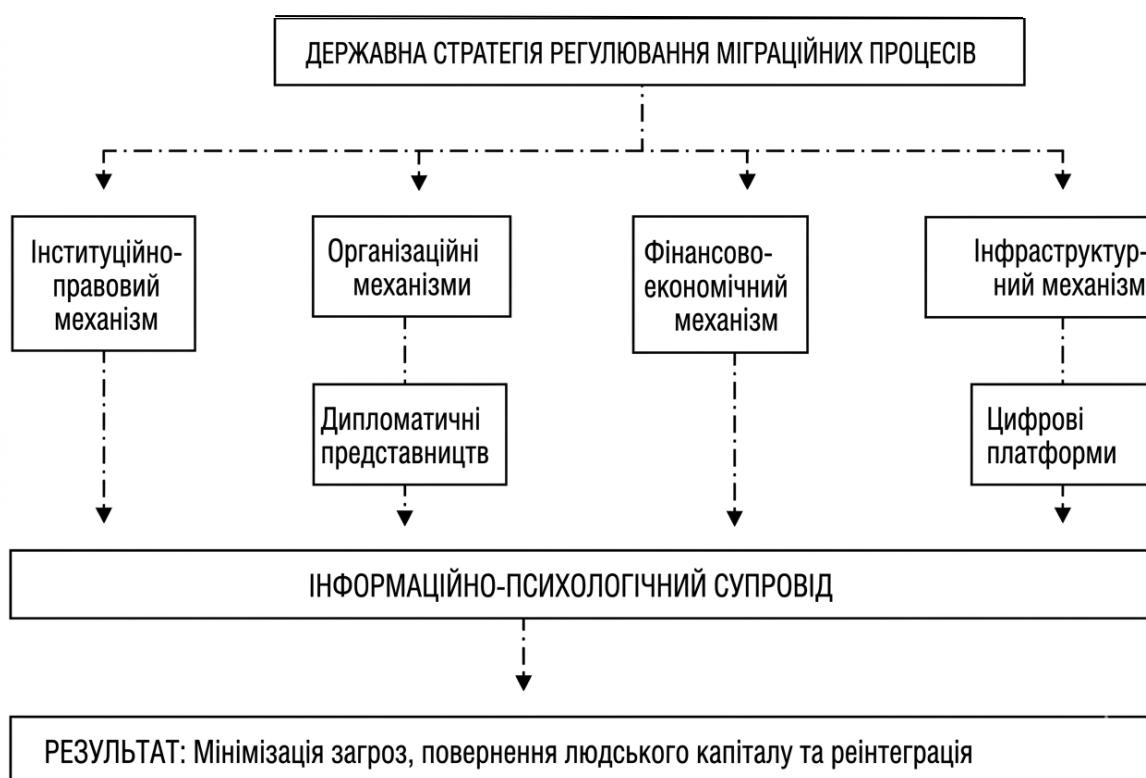 ДЕРЖАВНА СТРАТЕГІЯ РЕГУЛЮВАННЯ МІГРАЦІЙНИХ ПРОЦЕСІВ
Інституційно-
правовий
механізм
Організаційні
механізми
Фінансово-
економічний
механізм
Інфраструктур-
ний механізм
Дипломатичні
представництв
Цифрові
платформи
ІНФОРМАЦІЙНО-ПСИХОЛОГІЧНИЙ СУПРОВІД
РЕЗУЛЬТАТ: Мінімізація загроз, повернення людського капіталу та реінтеграція